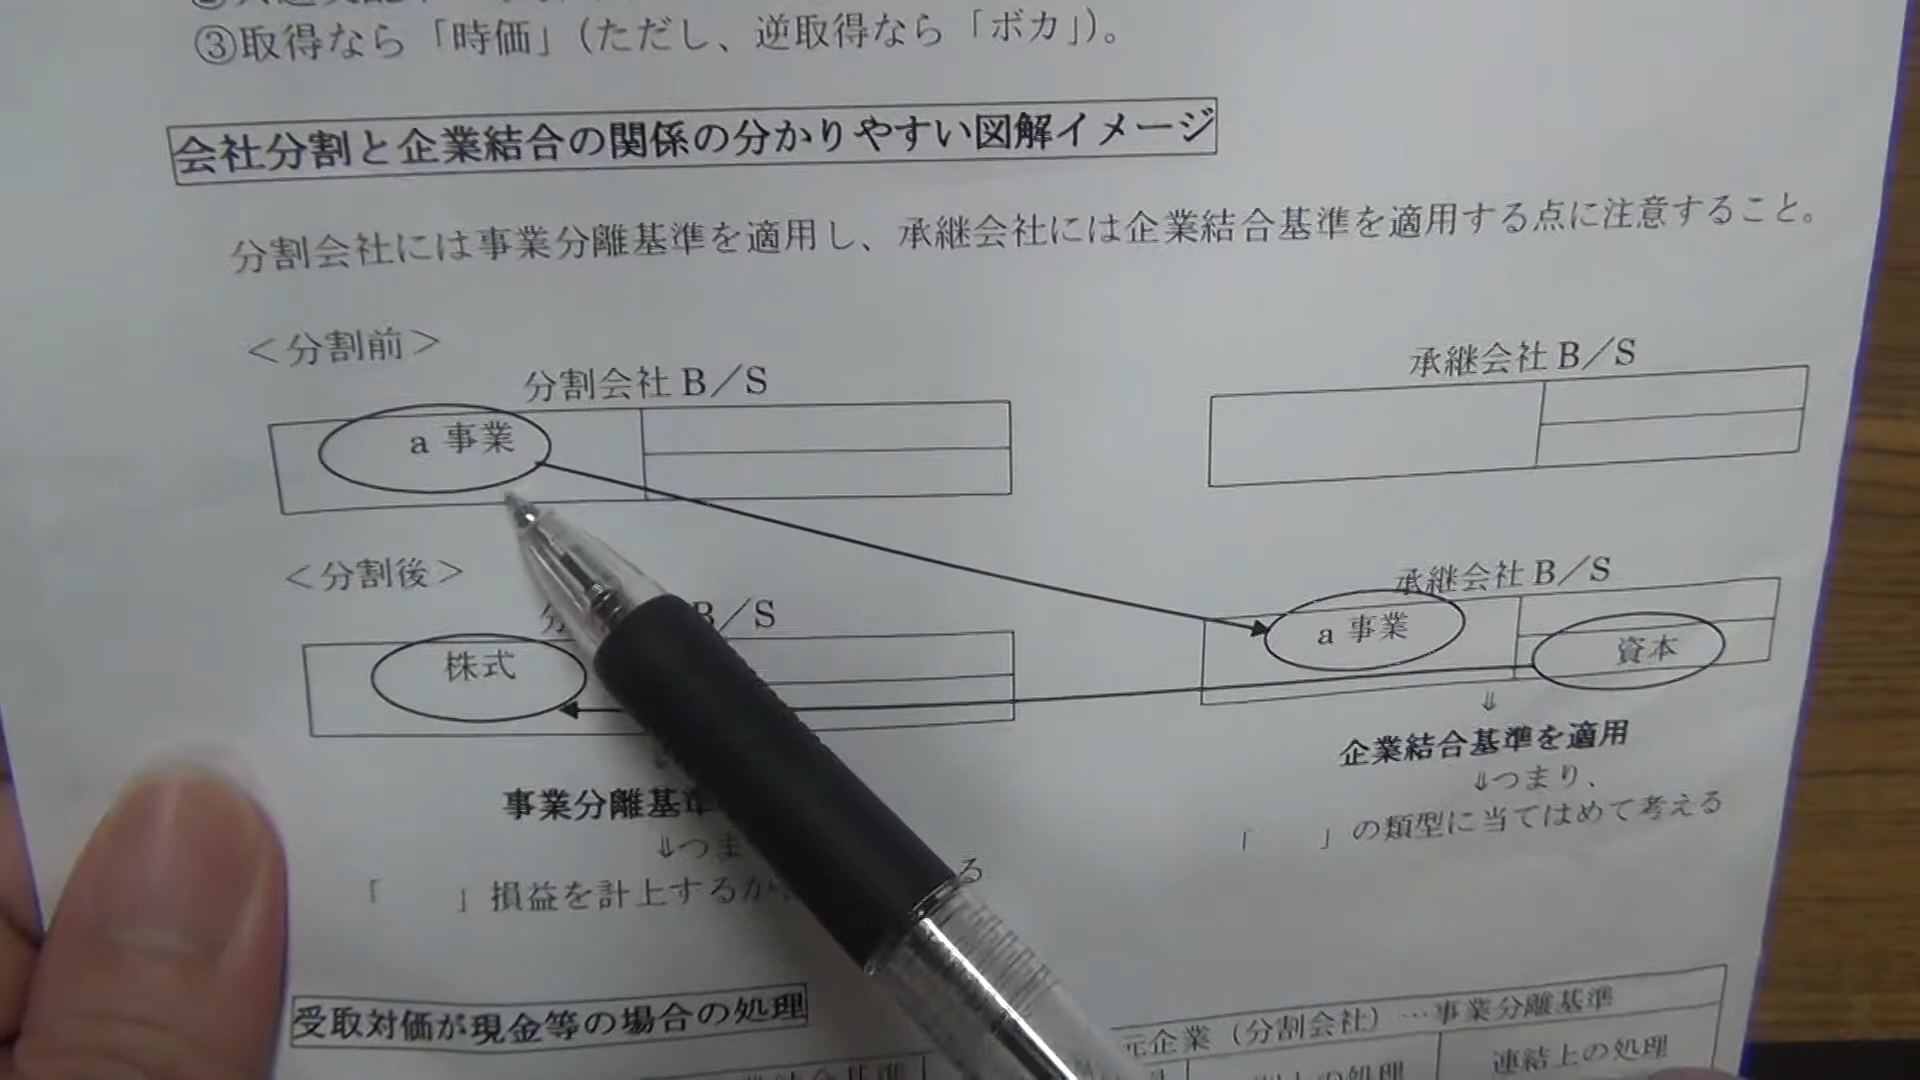 ③取得なら「時価」(ただし、逆取得なら「ボカ」)。
会社分割と企業結合の関係の分かりやすい図解イメージ
分割会社には事業分離基準を適用し、承継会社には企業結合基準を適用する点に注意すること。
＜分割前＞
分割会社 B／S
承継会社 B／S
a 事業
＜分割後＞
B／S
承継会社 B／S
株式
a 事業
資本
⇓
企業結合基準を適用
事業分離基準
⇓つまり、
⇓つま
「　　」の類型に当てはめて考える
「　　」損益を計上するか
る
受取対価が現金等の場合の処理
元企業（分割会社）…事業分離基準
連結上の処理
上の処理